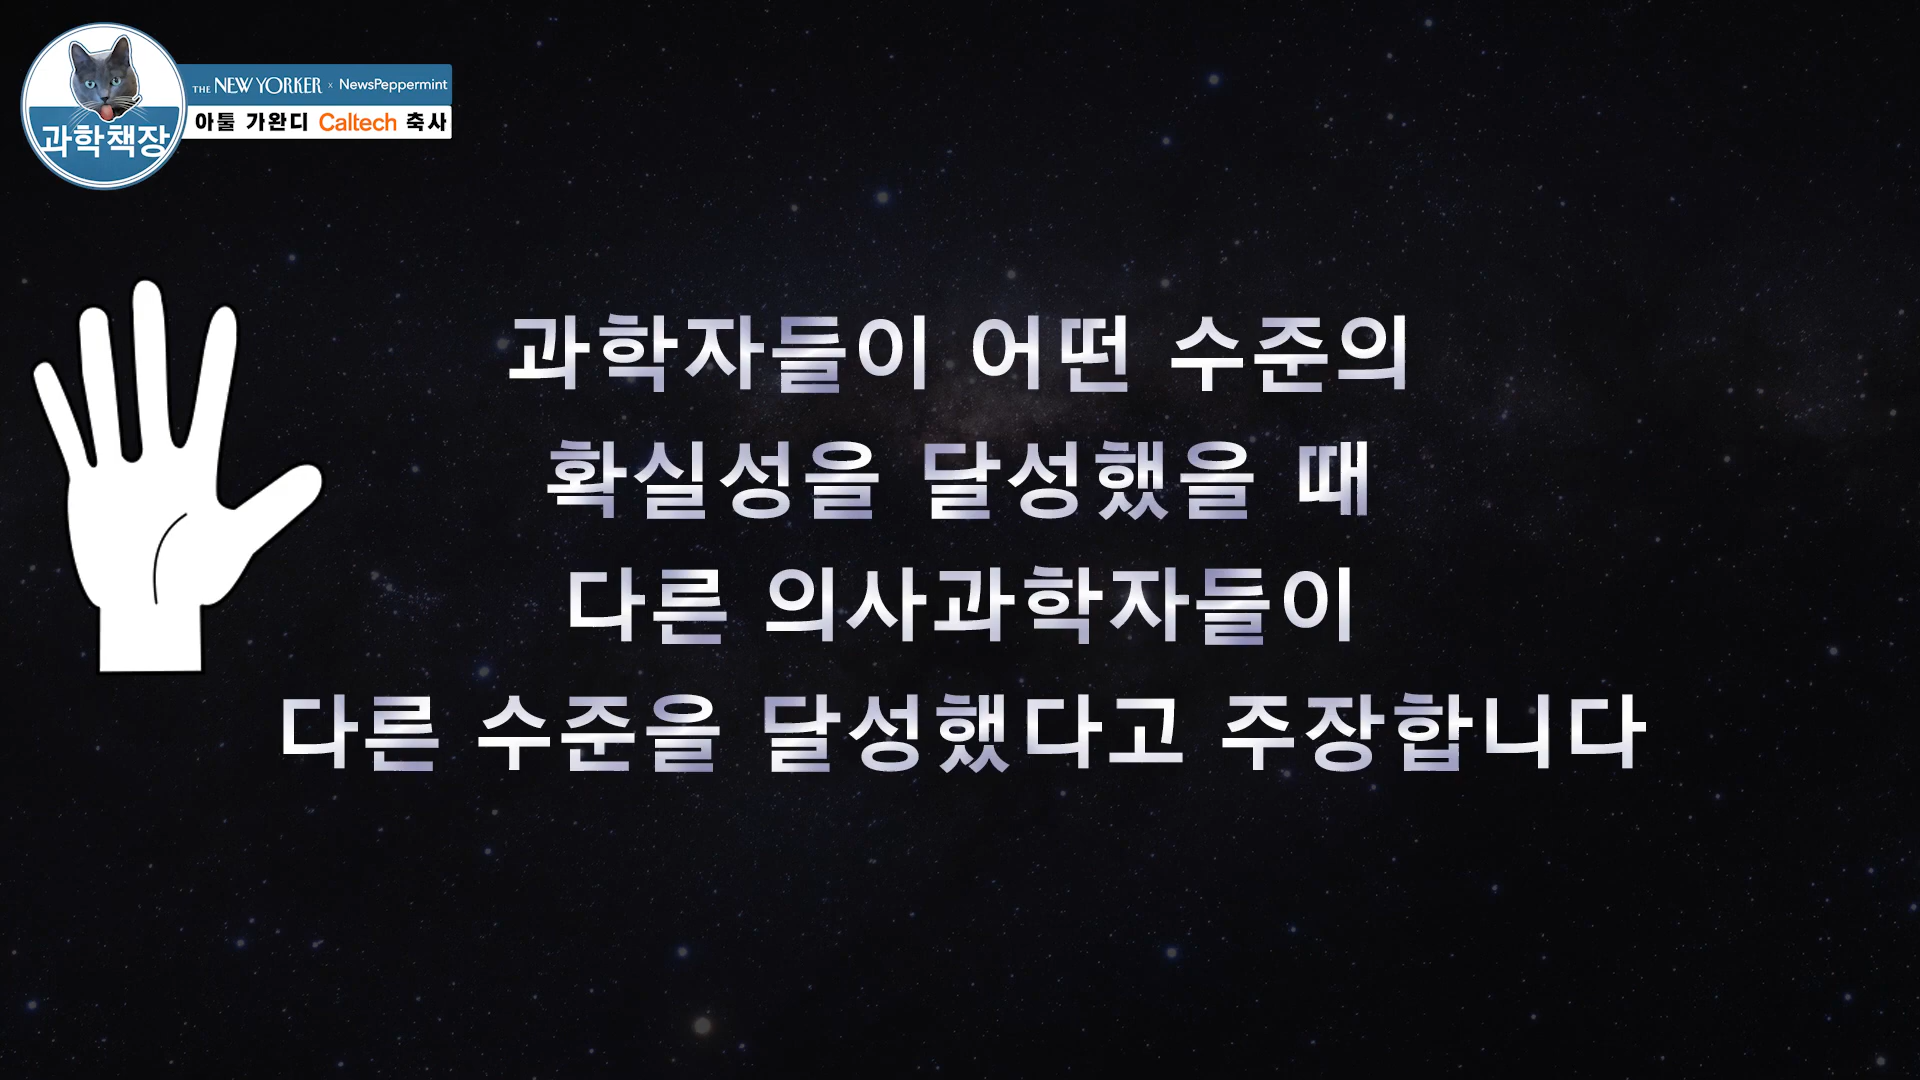 THE NEW YORKER x NewsPeppermint
아툴 가완디 Caltech 축사
과학책장
과학자들이 어떤 수준의
확실성을 달성했을 때
다른 의사과학자들이
다른 수준을 달성했다고 주장합니다